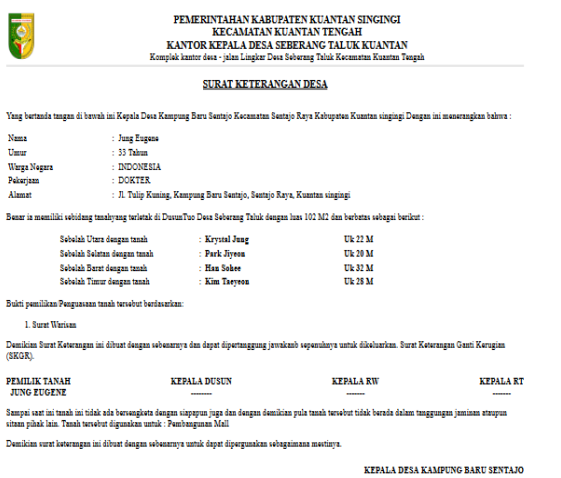 PEMERINTAHAN KABUPATEN KUANTAN SINGINGI
KECAMATAN KUANTAN TENGAH
KANTOR KEPALA DESA SEBERANG TALUK KUANTAN
Komplek kantor desa - jalan Lingkar Desa Seberang Taluk Kecamatan Kuantan Tengah
SURAT KETERANGAN DESA
Yang bertanda tangan di bawah ini Kepala Desa Kampung Baru Sentajo Kecamatan Sentajo Raya Kabupaten Kuantan singingi Dengan ini menerangkan bahwa :
Nama : Jung Eugene
Umur : 33 Tahun
Warga Negara : INDONESIA
Pekerjaan : DOKTER
Alamat : Jl. Tulip Kuning, Kampung Baru Sentajo, Sentajo Raya, Kuantan singingi
Benar ia memiliki sebidang tanahyang terletak di DusunTuo Desa Seberang Taluk dengan luas 102 M2 dan berbatas sebagai berikut :
Sebelah Utara dengan tanah : Krystal Jung Uk 22 M
Sebelah Selatan dengan tanah : Park Jiyeon Uk 20 M
Sebelah Barat dengan tanah : Han Sohee Uk 32 M
Sebelah Timur dengan tanah : Kim Taeyeon Uk 28 M
Bukti pemilikan/Penguasaan tanah tersebut berdasarkan:
1. Surat Warisan
Demikian Surat Keterangan ini dibuat dengan sebenarnya dan dapat dipertanggung jawakanb sepenuhnya untuk dikeluarkan. Surat Keterangan Ganti Kerugian
(SKGR).
PEMILIK TANAH KEPALA DUSUN KEPALA RW KEPALA RT
JUNG EUGENE -------- ------- -------
Sampai saat ini tanah ini tidak ada bersengketa dengan siapapun juga dan dengan demikian pula tanah tersebut tidak berada dalam tanggungan jaminan ataupun
sitaan pihak lain. Tanah tersebut digunakan untuk : Pembangunan Mall
Demikian surat keterangan ini dibuat dengan sebenarnya untuk dapat dipergunakan sebagaimana mestinya.
KEPALA DESA KAMPUNG BARU SENTAJO